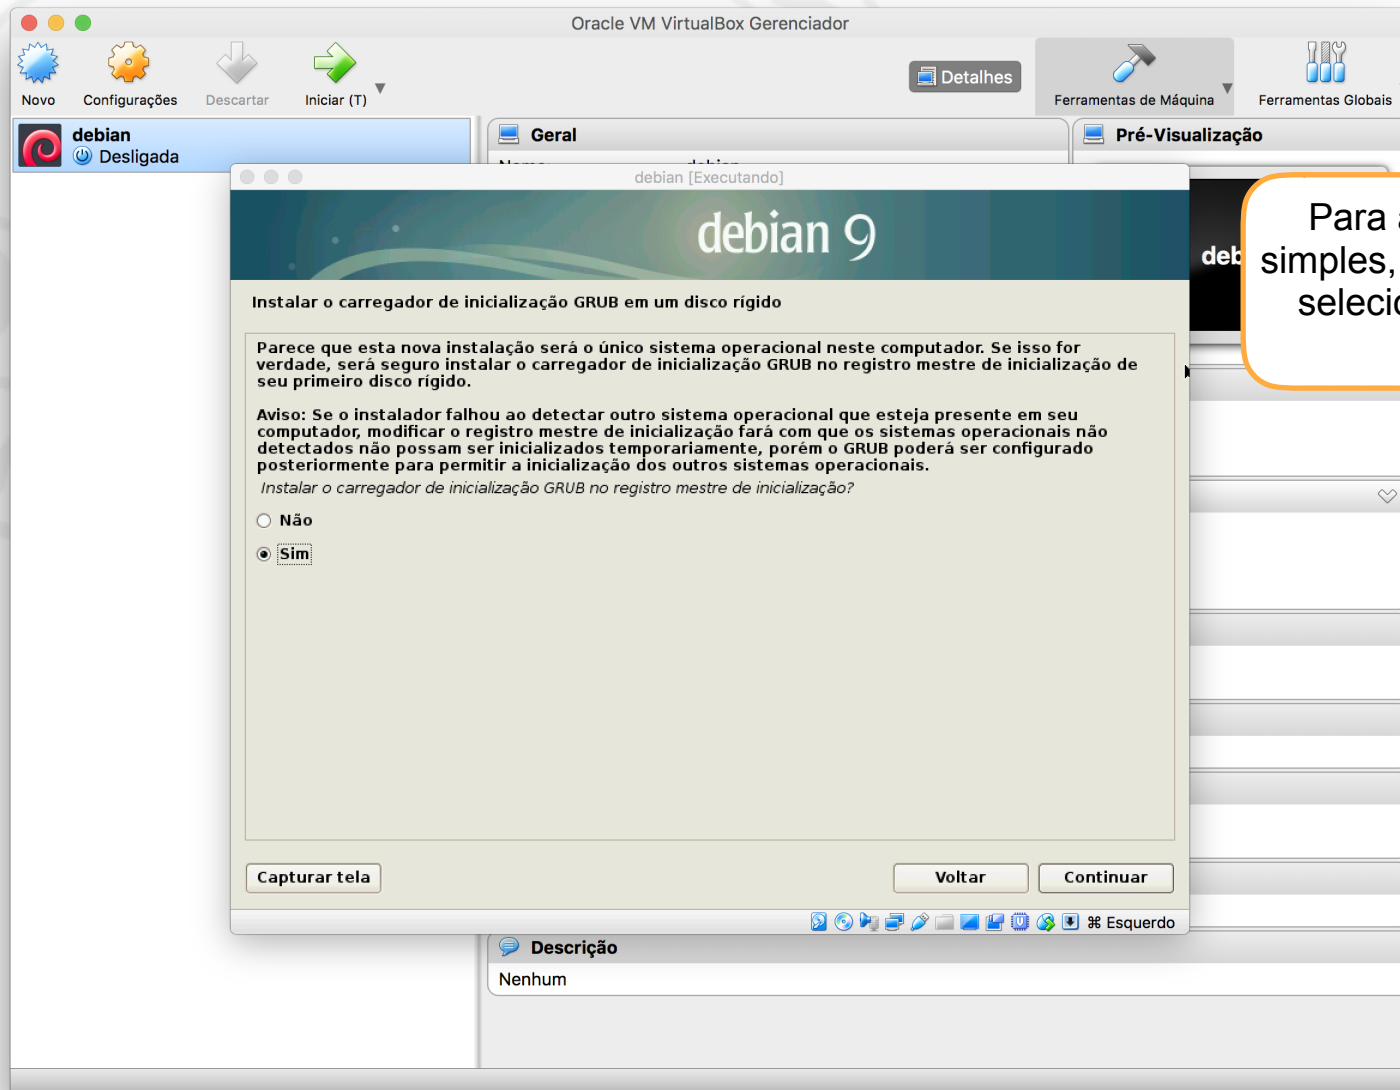 Oracle VM VirtualBox Gerenciador
Novo
Configurações
Descartar
Iniciar (T)
Detalhes
Ferramentas de Máquina
Ferramentas Globais
debian
Desligada
Geral
Pré-Visualização
debian [Executando]
debian 9
Instalar o carregador de inicialização GRUB em um disco rígido
Parece que esta nova instalação será o único sistema operacional neste computador. Se isso for
verdade, será seguro instalar o carregador de inicialização GRUB no registro mestre de inicialização de
seu primeiro disco rígido.
Aviso: Se o instalador falhou ao detectar outro sistema operacional que esteja presente em seu
computador, modificar o registro mestre de inicialização fará com que os sistemas operacionais não
detectados não possam ser inicializados temporariamente, porém o GRUB poderá ser configurado
posteriormente para permitir a inicialização dos outros sistemas operacionais.
Instalar o carregador de inicialização GRUB no registro mestre de inicialização?
Não
Sim
Capturar tela
Voltar
Continuar
⌘ Esquerdo
Para
simples,
Descrição
Nenhum